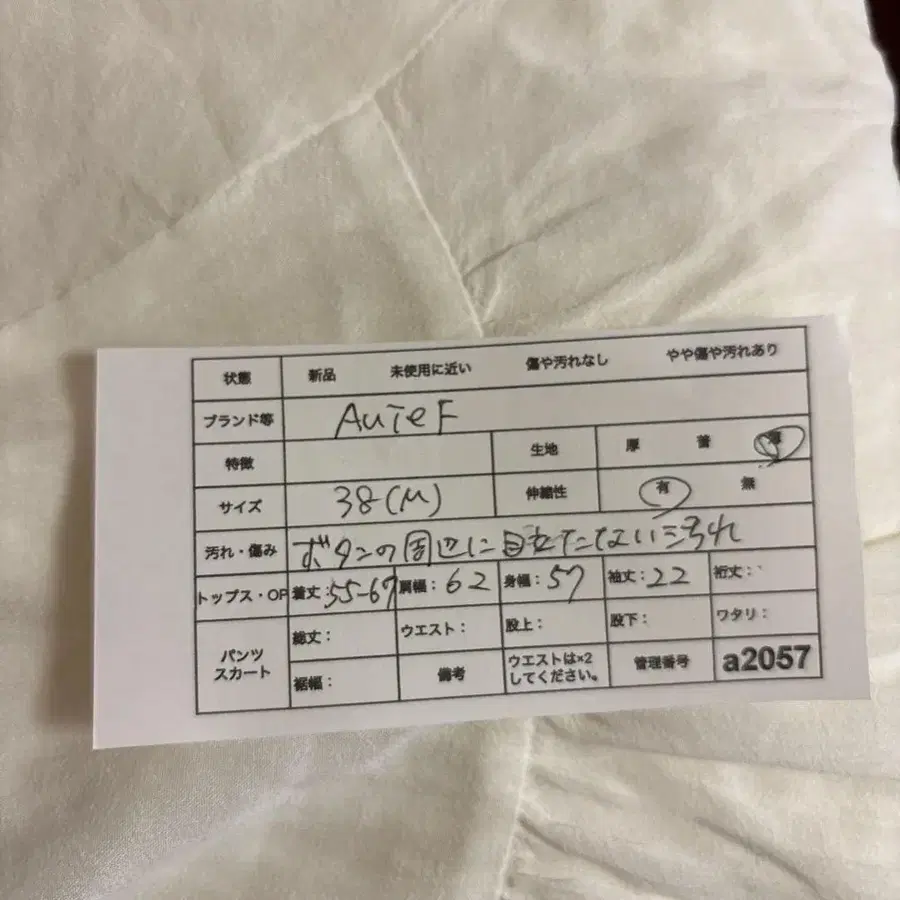 状態 新品 未使用に近い 傷や汚れなし やや傷や汚れあり
ブランド等 AuTeF
特徴 生地 厚 普 薄
サイズ 38(M) 伸縮性 有 無
汚れ・傷み ボタンの周辺に目立たない汚れ
トップス・OP 着丈:55-67 肩幅:62 身幅:57 袖丈:22 裄丈:
パンツ 総丈: ウエスト: 股上: 股下: ワタリ:
スカート 裾幅: 備考 ウエストは×2 管理番号 a2057
してください。